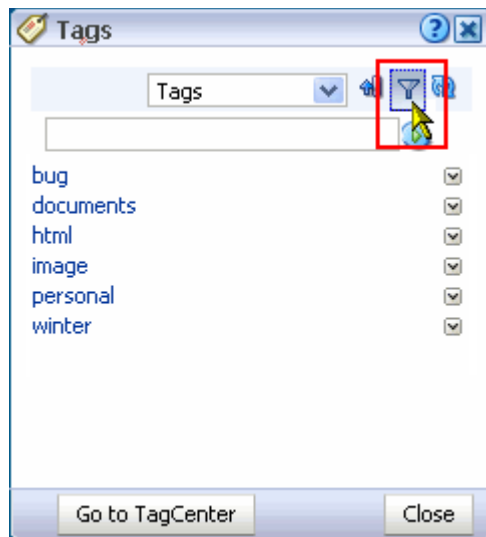 Tags
Tags
bug
documents
html
image
personal
winter
Go to TagCenter
Close